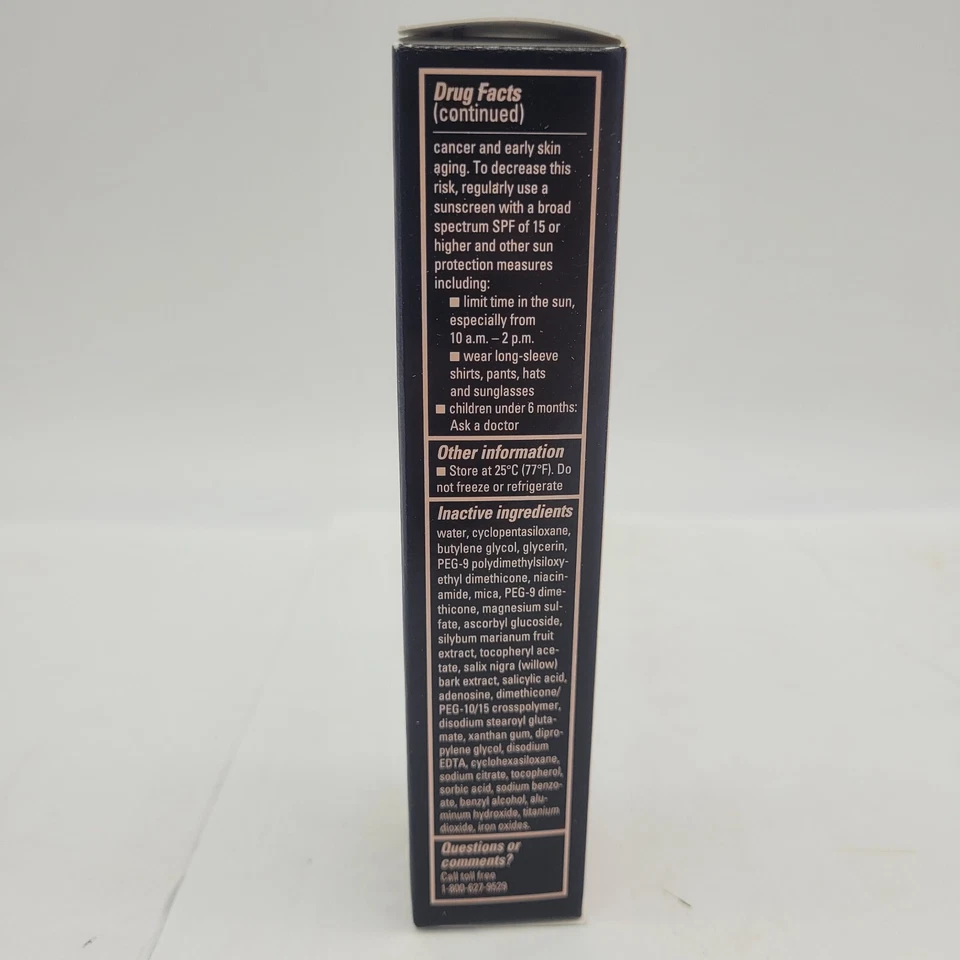 Drug Facts
(continued)
cancer and early skin
aging. To decrease this
risk, regularly use a
sunscreen with a broad
spectrum SPF of 15 or
higher and other sun
protection measures
including:
■ limit time in the sun,
especially from
10 a.m. – 2 p.m.
■ wear long-sleeve
shirts, pants, hats
and sunglasses
■ children under 6 months:
Ask a doctor
Other information
■ Store at 25°C (77°F). Do
not freeze or refrigerate
Inactive ingredients
water, cyclopentasiloxane,
butylene glycol, glycerin,
PEG-9 polydimethylsiloxy-
ethyl dimethicone, niacin-
amide, mica, PEG-9 dime-
thicone, magnesium sul-
fate, ascorbyl glucoside,
silybum marianum fruit
extract, tocopheryl ace-
tate, salix nigra (willow)
bark extract, salicylic acid,
adenosine, dimethicone/
PEG-10/15 crosspolymer,
disodium stearoyl gluta-
mate, xanthan gum, dipro-
pylene glycol, disodium
EDTA, cyclohexasiloxane,
sodium citrate, tocopherol,
sorbic acid, sodium benzo-
ate, benzyl alcohol, alu-
minum hydroxide, titanium
dioxide, iron oxides.
Questions or
comments?
Call toll free
1-800-627-9529